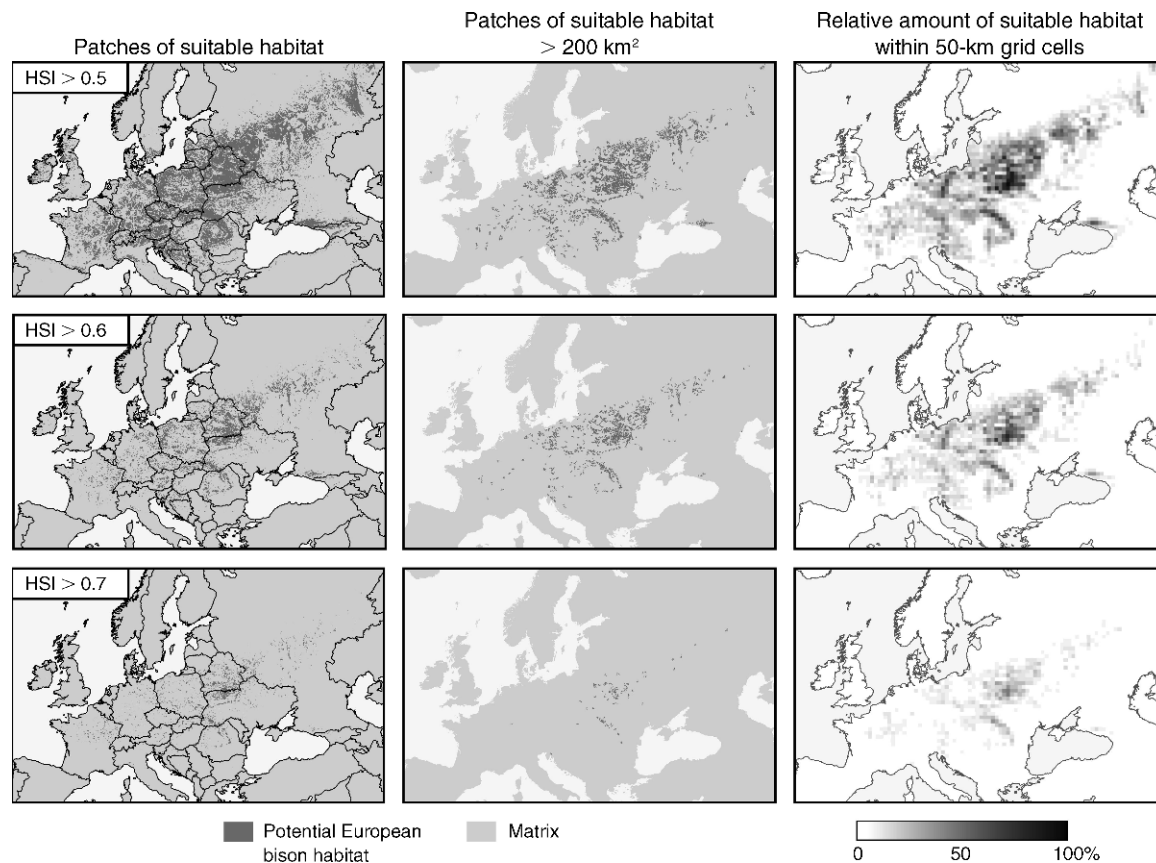 Patches of suitable habitat
Patches of suitable habitat
> 200 km²
Relative amount of suitable habitat
within 50-km grid cells
HSI > 0.5
HSI > 0.6
HSI > 0.7
Potential European
bison habitat
Matrix
0
50
100%